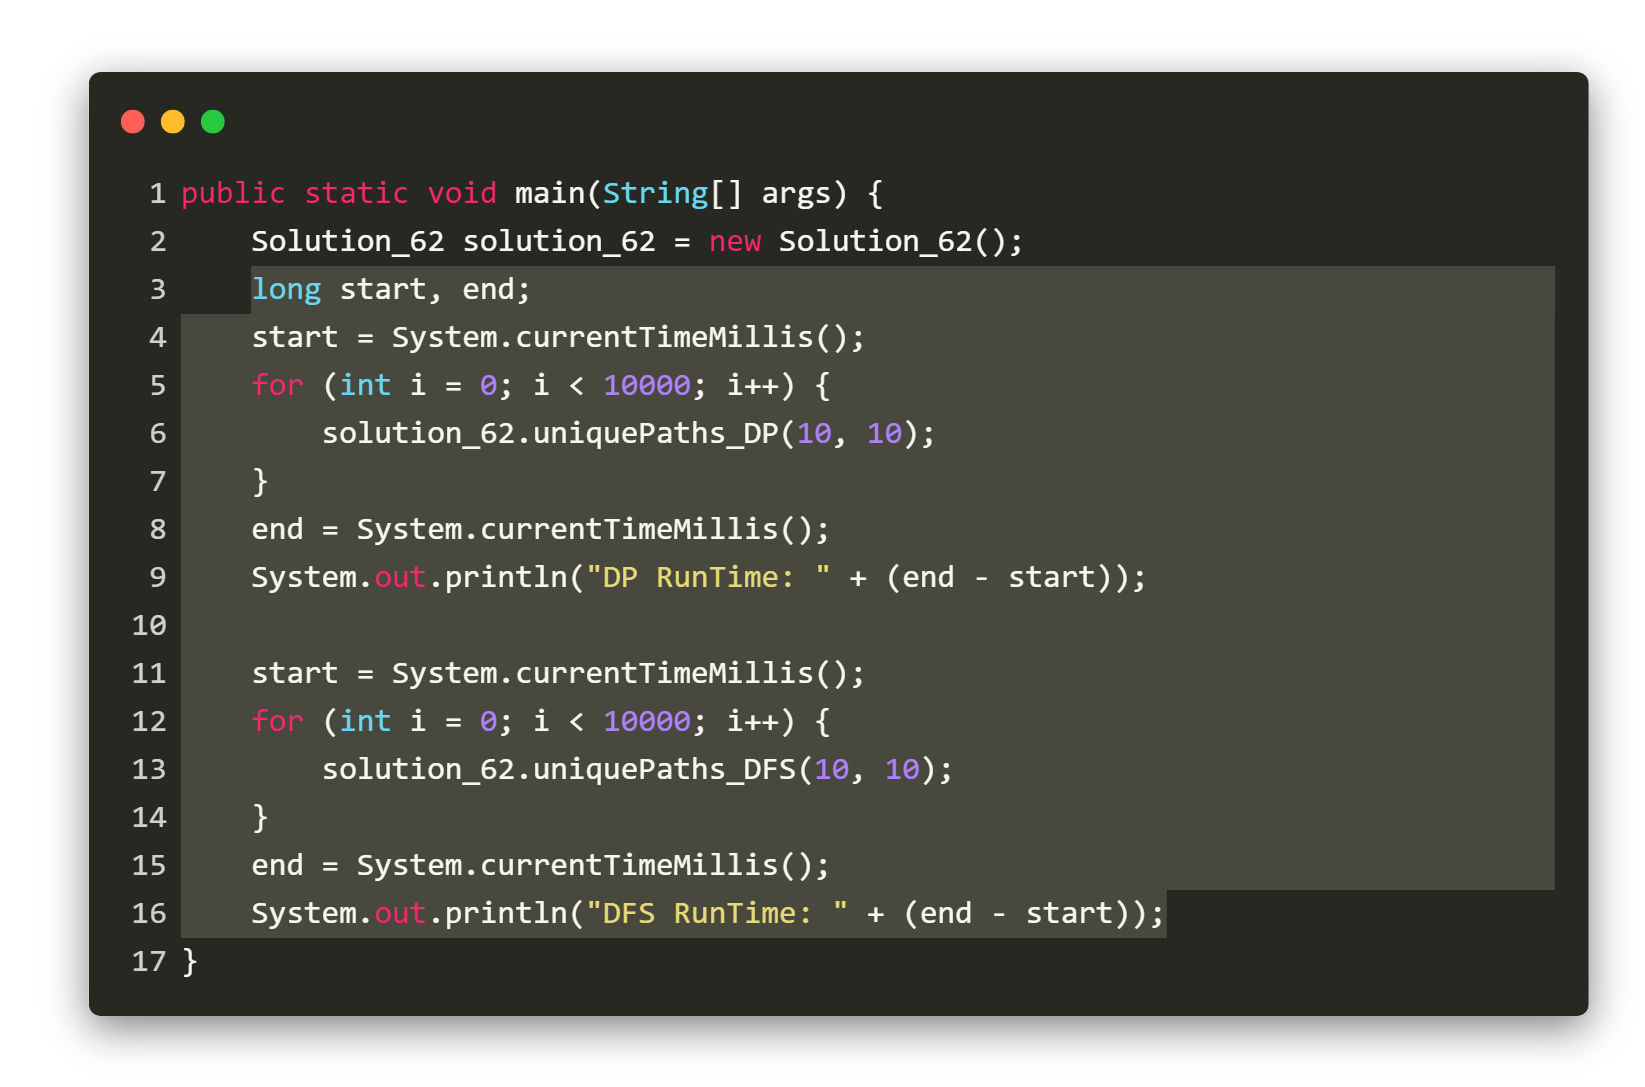 1 public static void main(String[] args) {
2     Solution_62 solution_62 = new Solution_62();
3     long start, end;
4     start = System.currentTimeMillis();
5     for (int i = 0; i < 10000; i++) {
6         solution_62.uniquePaths_DP(10, 10);
7     }
8     end = System.currentTimeMillis();
9     System.out.println("DP RunTime: " + (end - start));
10
11     start = System.currentTimeMillis();
12     for (int i = 0; i < 10000; i++) {
13         solution_62.uniquePaths_DFS(10, 10);
14     }
15     end = System.currentTimeMillis();
16     System.out.println("DFS RunTime: " + (end - start));
17 }